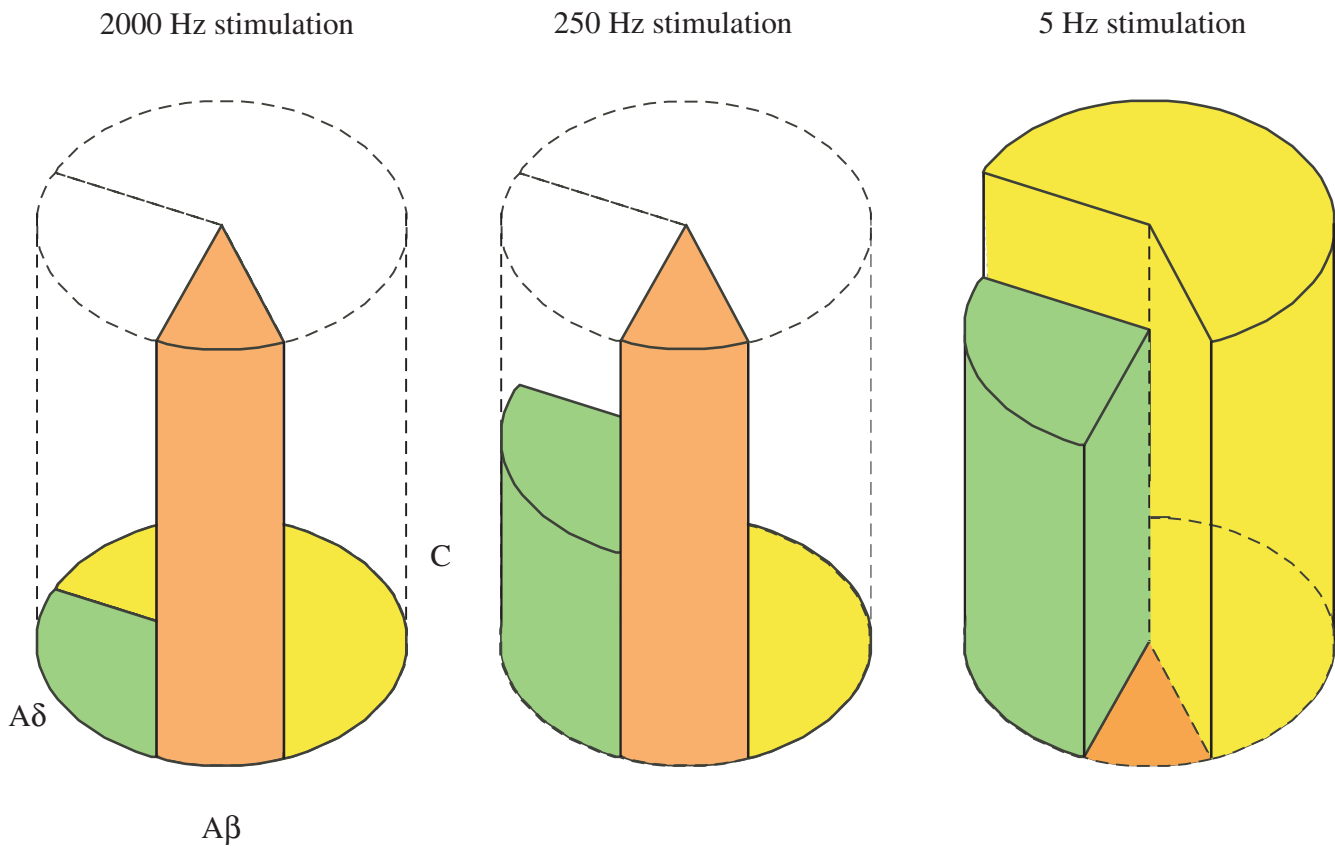 2000 Hz stimulation
250 Hz stimulation
5 Hz stimulation
C
Aδ
Aβ